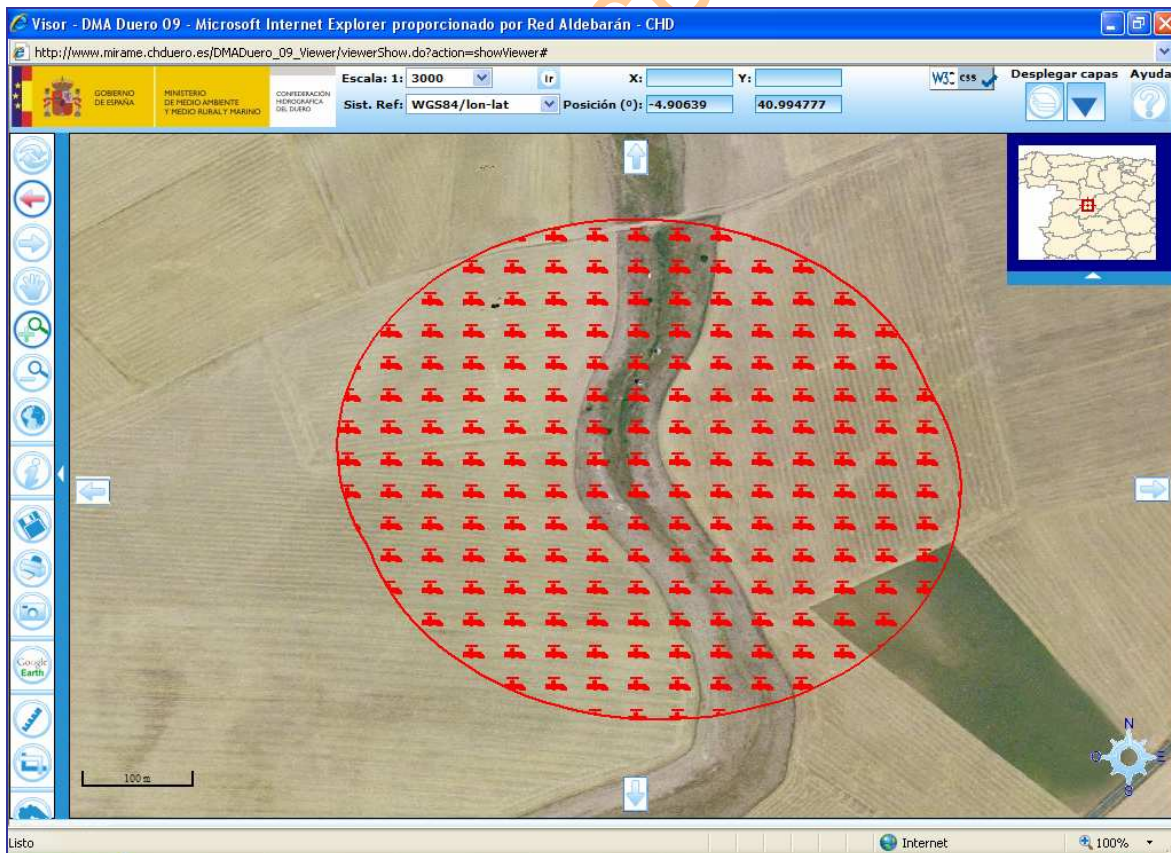 Visor - DMA Duero 09 - Microsoft Internet Explorer proporcionado por Red Aldebarán - CHD
http://www.mirame.chduero.es/DMADuero_09_Viewer/viewerShow.do?action=showViewer#
GOBIERNO
DE ESPAÑA
MINISTERIO
DE MEDIO AMBIENTE
Y MEDIO RURAL Y MARINO
CONFEDERACIÓN
HIDROGRÁFICA
DEL DUERO
Escala: 1: 3000
Ir
X:
Y:
Sist. Ref: WGS84/lon-lat
Posición (º): -4.90639 40.994777
W3C css
Desplegar capas
Ayuda
Google
Earth
100 m
N
O
E
S
Listo
Internet
100%